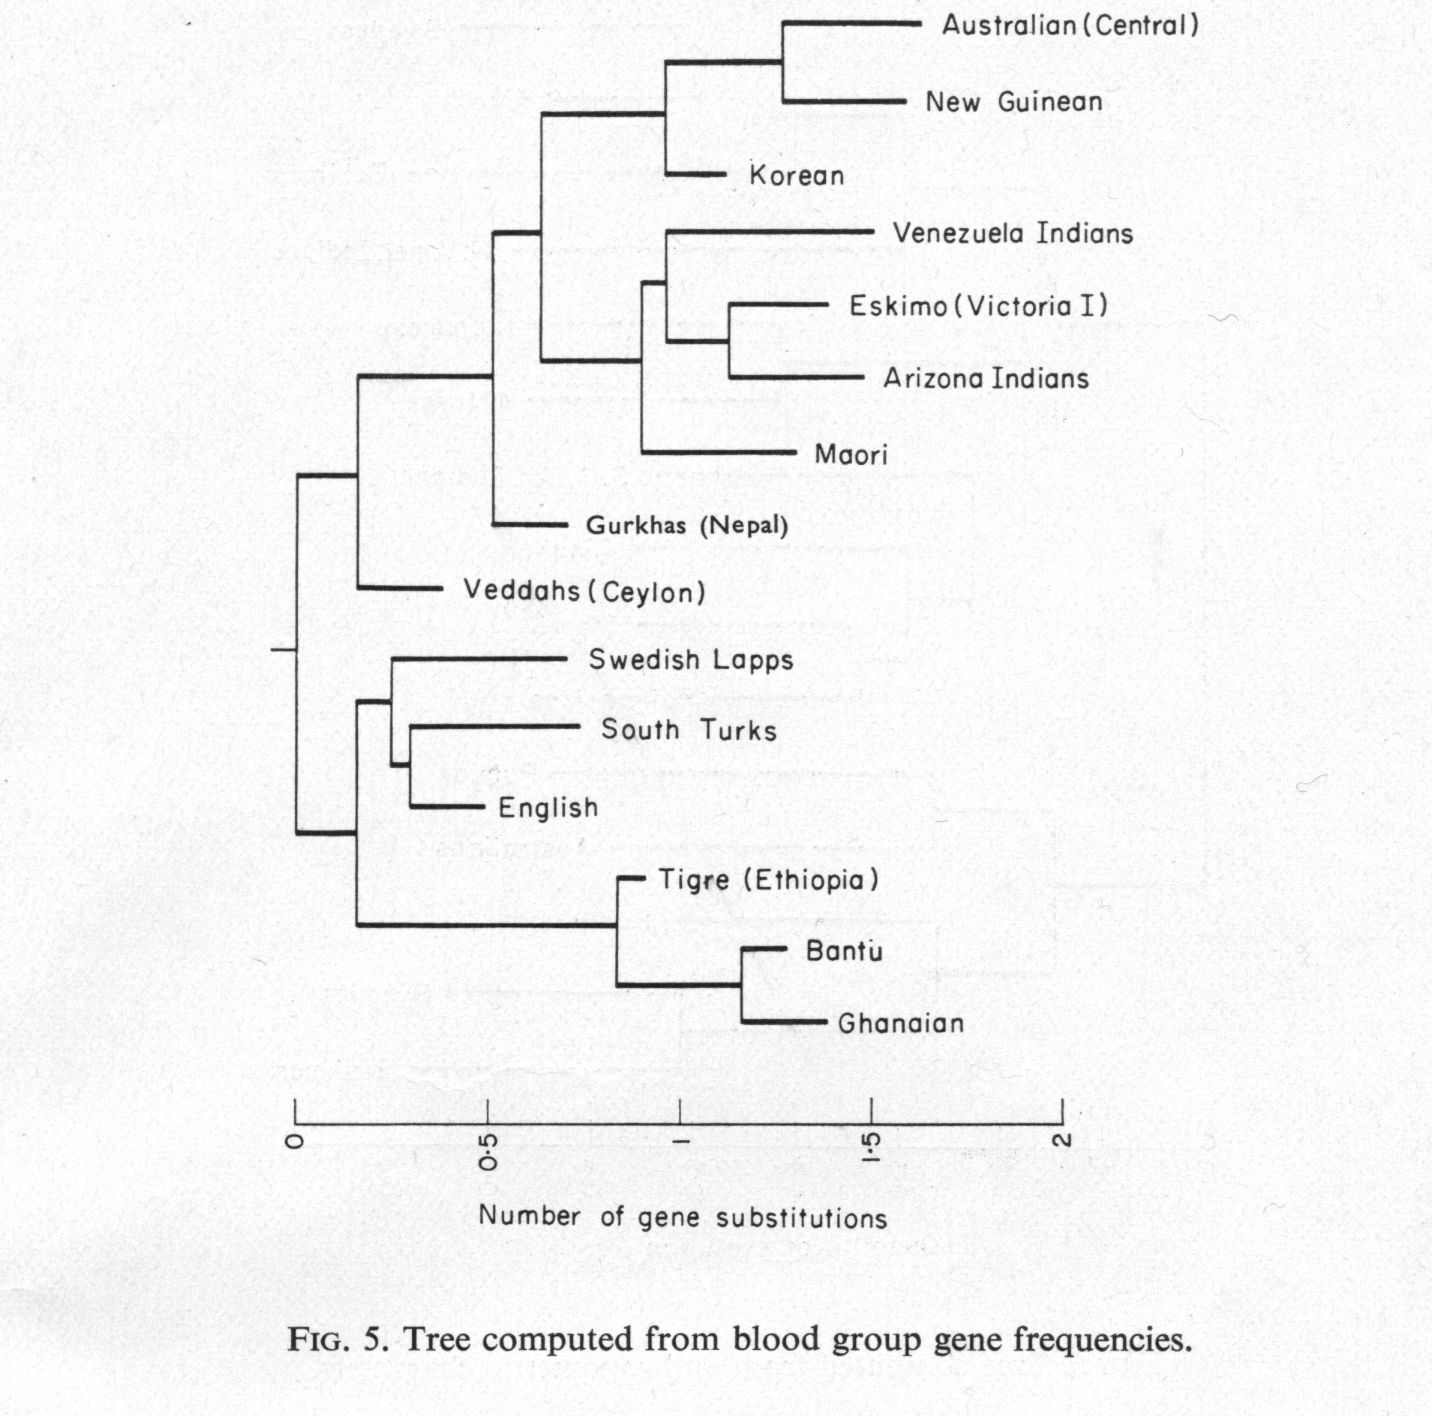 Australian (Central)
New Guinean
Korean
Venezuela Indians
Eskimo (Victoria I)
Arizona Indians
Maori
Gurkhas (Nepal)
Veddahs (Ceylon)
Swedish Lapps
South Turks
English
Tigre (Ethiopia)
Bantu
Ghanaian
0 0·5 1 1·5 2
Number of gene substitutions
FIG. 5. Tree computed from blood group gene frequencies.